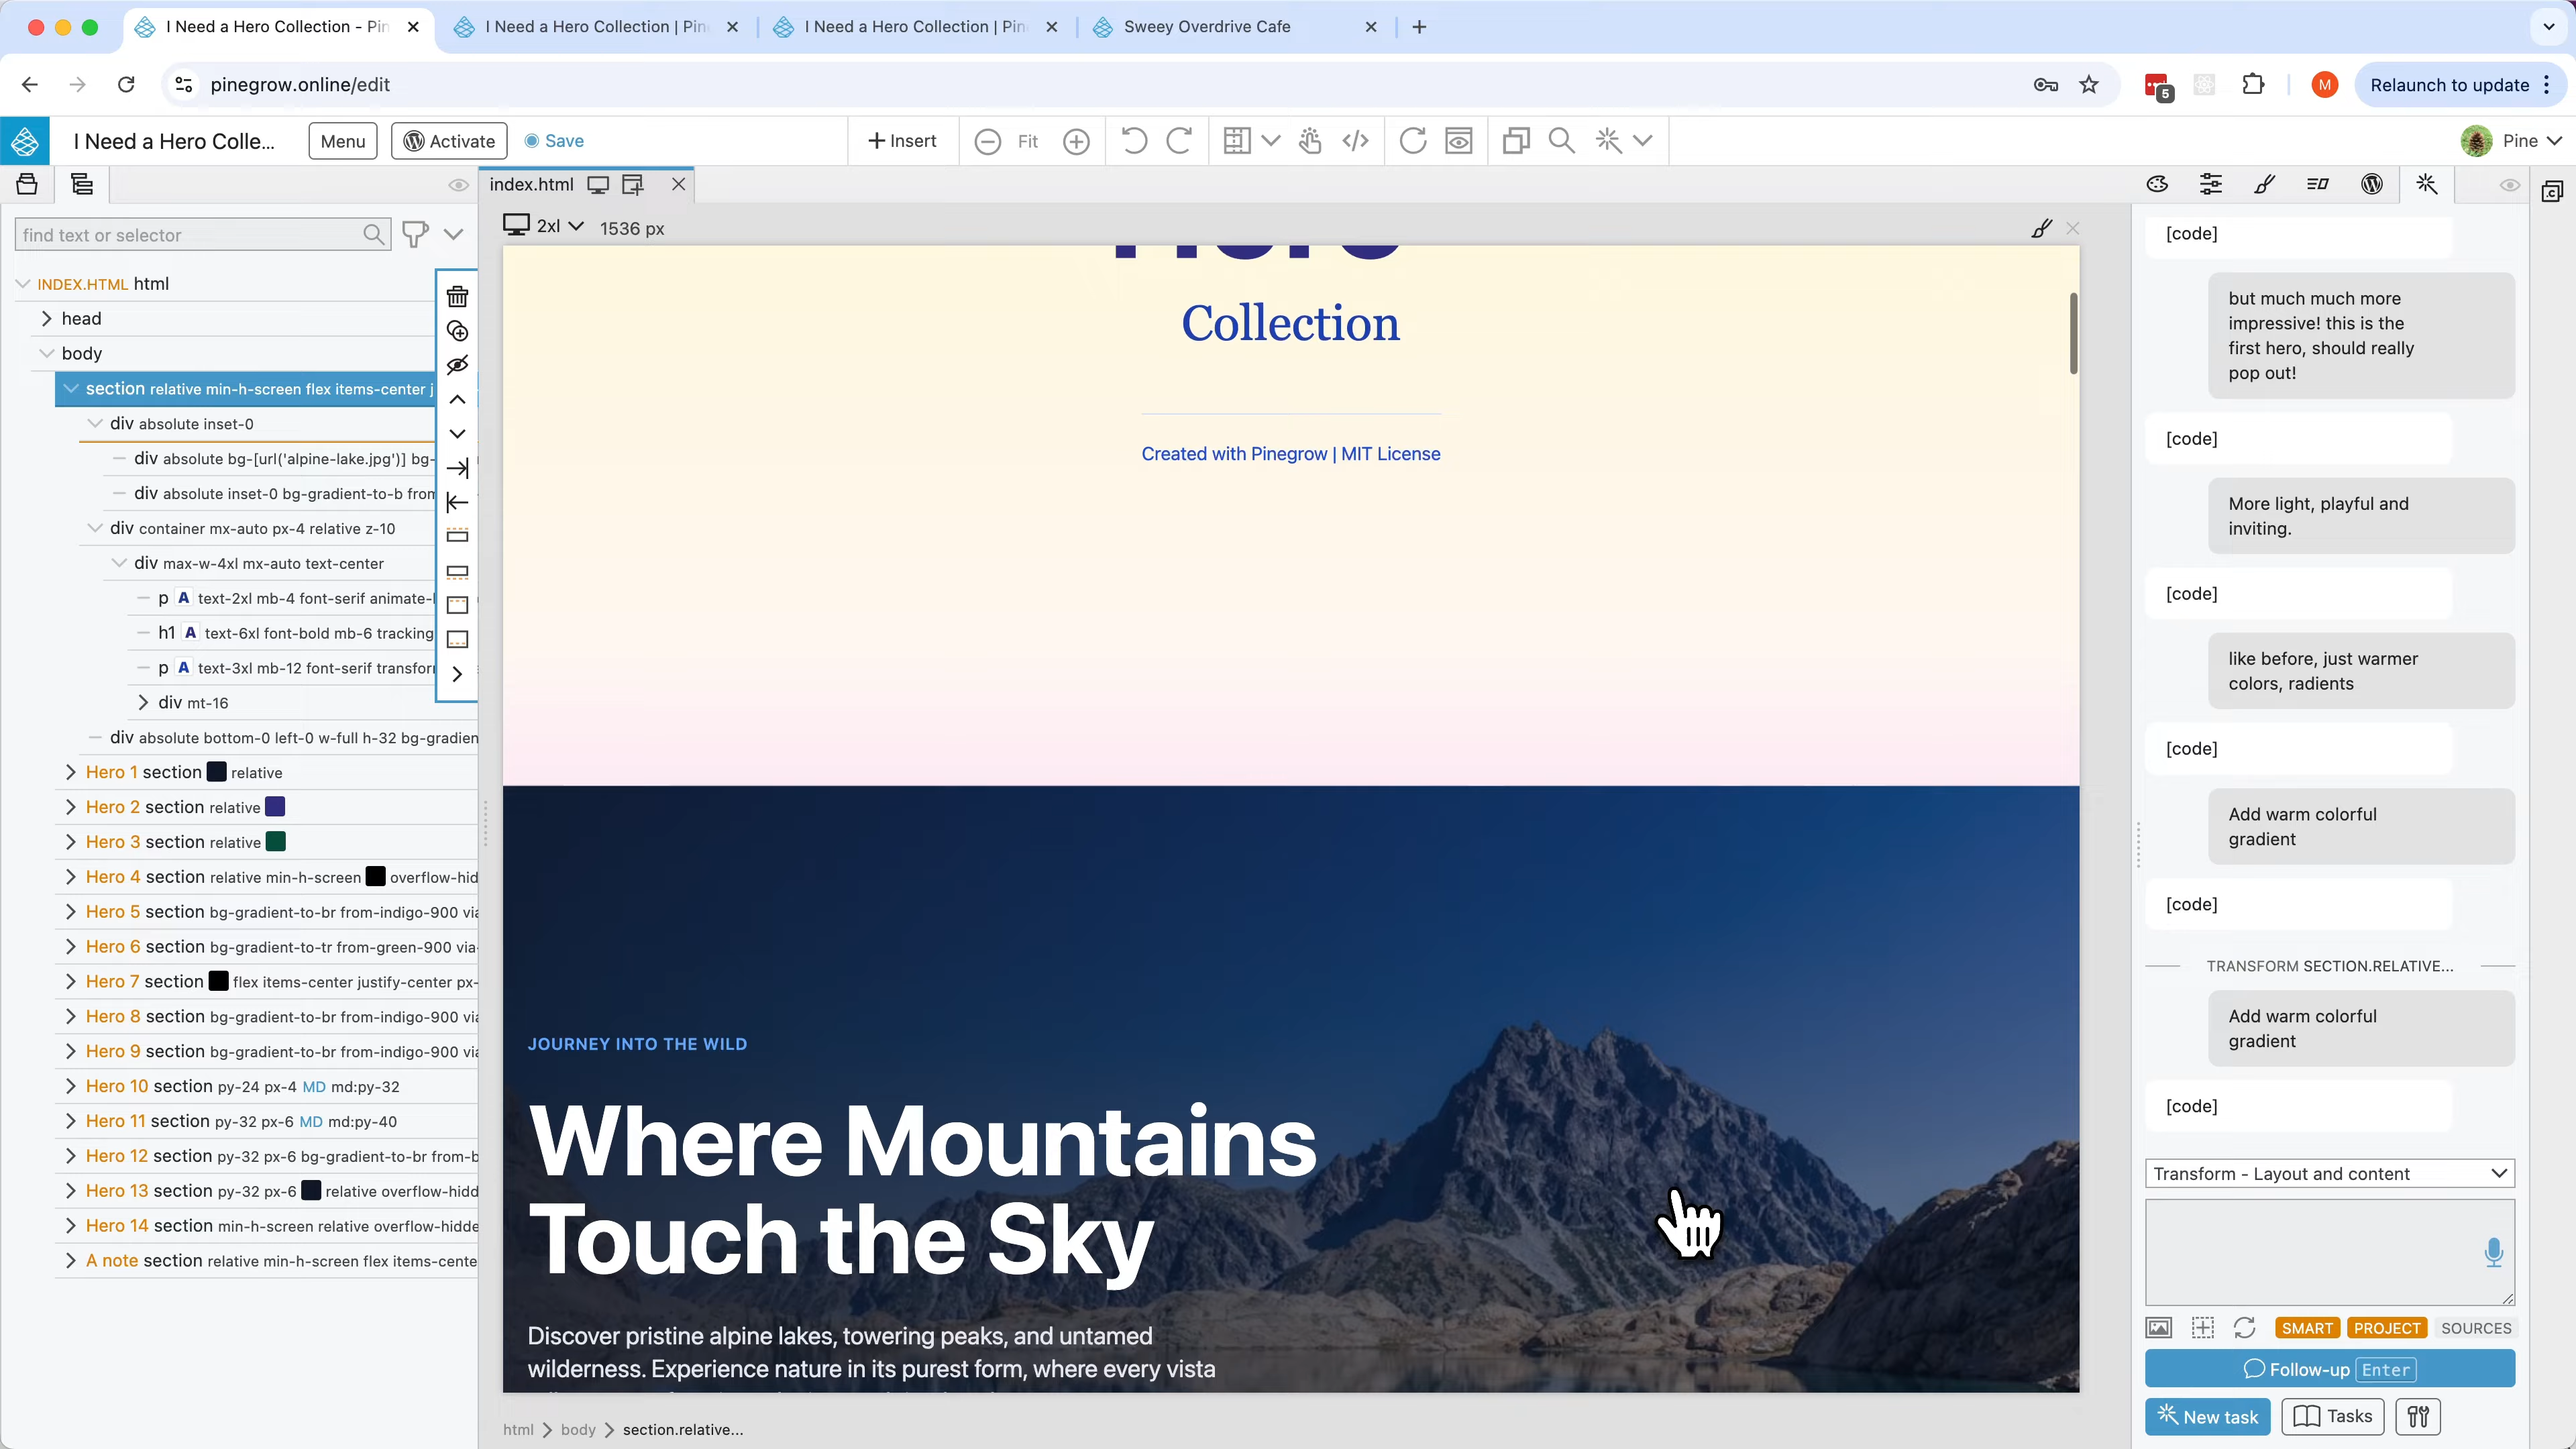 I Need a Hero Collection - Pin
I Need a Hero Collection | Pin
I Need a Hero Collection | Pin
Sweey Overdrive Cafe
pinegrow.online/edit
5
M
Relaunch to update
I Need a Hero Colle...
Menu
Activate
Save
Insert
Fit
Pine
index.html
2xl
1536 px
find text or selector
INDEX.HTML html
head
body
section relative min-h-screen flex items-center j
div absolute inset-0
div absolute bg-[url('alpine-lake.jpg')] bg-
div absolute inset-0 bg-gradient-to-b from
div container mx-auto px-4 relative z-10
div max-w-4xl mx-auto text-center
p A text-2xl mb-4 font-serif animate-
h1 A text-6xl font-bold mb-6 tracking
p A text-3xl mb-12 font-serif transfor
div mt-16
div absolute bottom-0 left-0 w-full h-32 bg-gradien
Hero 1 section relative
Hero 2 section relative
Hero 3 section relative
Hero 4 section relative min-h-screen overflow-hid
Hero 5 section bg-gradient-to-br from-indigo-900 via
Hero 6 section bg-gradient-to-tr from-green-900 via-
Hero 7 section flex items-center justify-center px-
Hero 8 section bg-gradient-to-br from-indigo-900 via
Hero 9 section bg-gradient-to-br from-indigo-900 via
Hero 10 section py-24 px-4 MD md:py-32
Hero 11 section py-32 px-6 MD md:py-40
Hero 12 section py-32 px-6 bg-gradient-to-br from-b
Hero 13 section py-32 px-6 relative overflow-hidd
Hero 14 section min-h-screen relative overflow-hidde
A note section relative min-h-screen flex items-cente
Collection
Created with Pinegrow | MIT License
JOURNEY INTO THE WILD
Where Mountains
Touch the Sky
Discover pristine alpine lakes, towering peaks, and untamed
wilderness. Experience nature in its purest form, where every vista
html > body > section.relative...
[code]
but much much more
impressive! this is the
first hero, should really
pop out!
[code]
More light, playful and
inviting.
[code]
like before, just warmer
colors, radients
[code]
Add warm colorful
gradient
[code]
TRANSFORM SECTION.RELATIVE...
Add warm colorful
gradient
[code]
Transform - Layout and content
SMART PROJECT SOURCES
Follow-up Enter
New task
Tasks